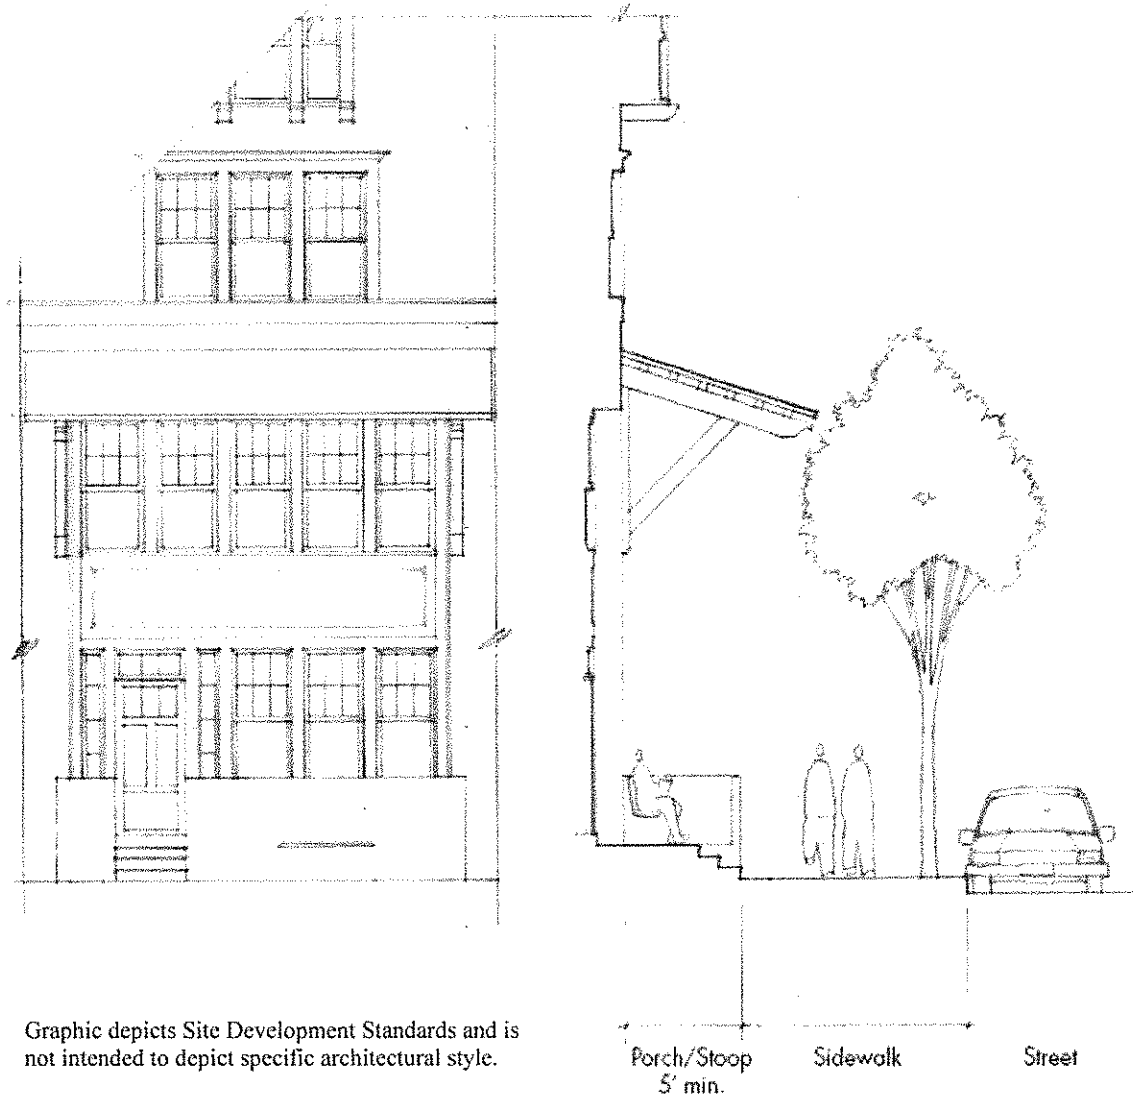 Graphic depicts Site Development Standards and is
not intended to depict specific architectural style.
Porch/Stoop
5' min.
Sidewalk
Street